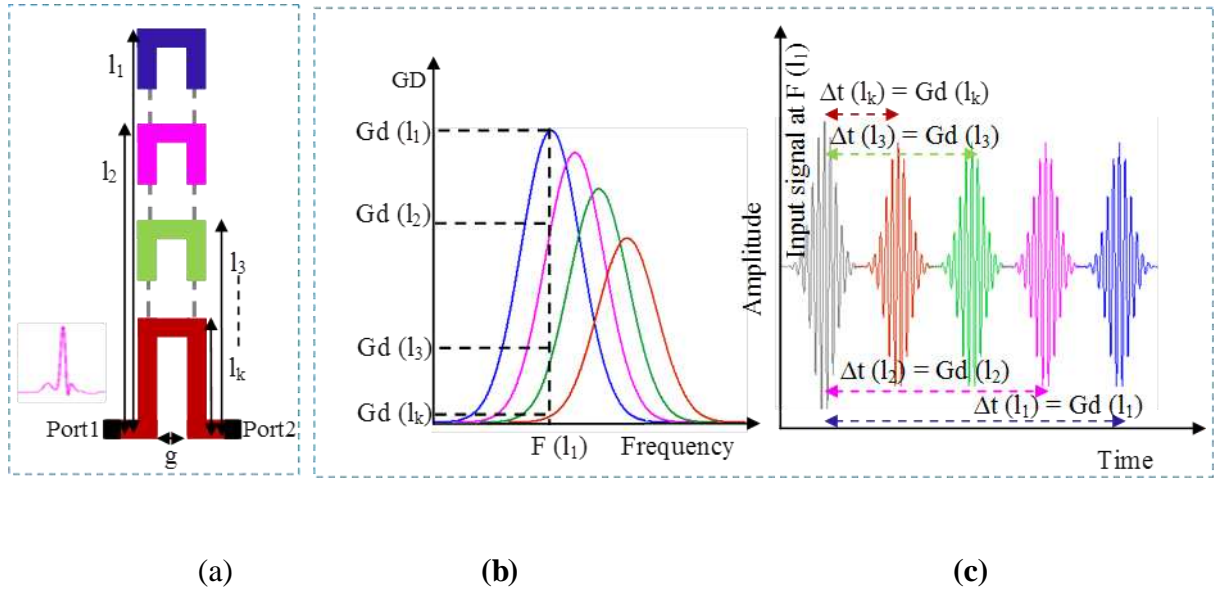 l₁
l₂
l₃
lₖ
Port1
Port2
g
GD
Gd (l₁)
Gd (l₂)
Gd (l₃)
Gd (lₖ)
F (l₁)
Frequency
Amplitude
Input signal at F (l₁)
Δt (lₖ) = Gd (lₖ)
Δt (l₃) = Gd (l₃)
Δt (l₂) = Gd (l₂)
Δt (l₁) = Gd (l₁)
Time
(a)
(b)
(c)